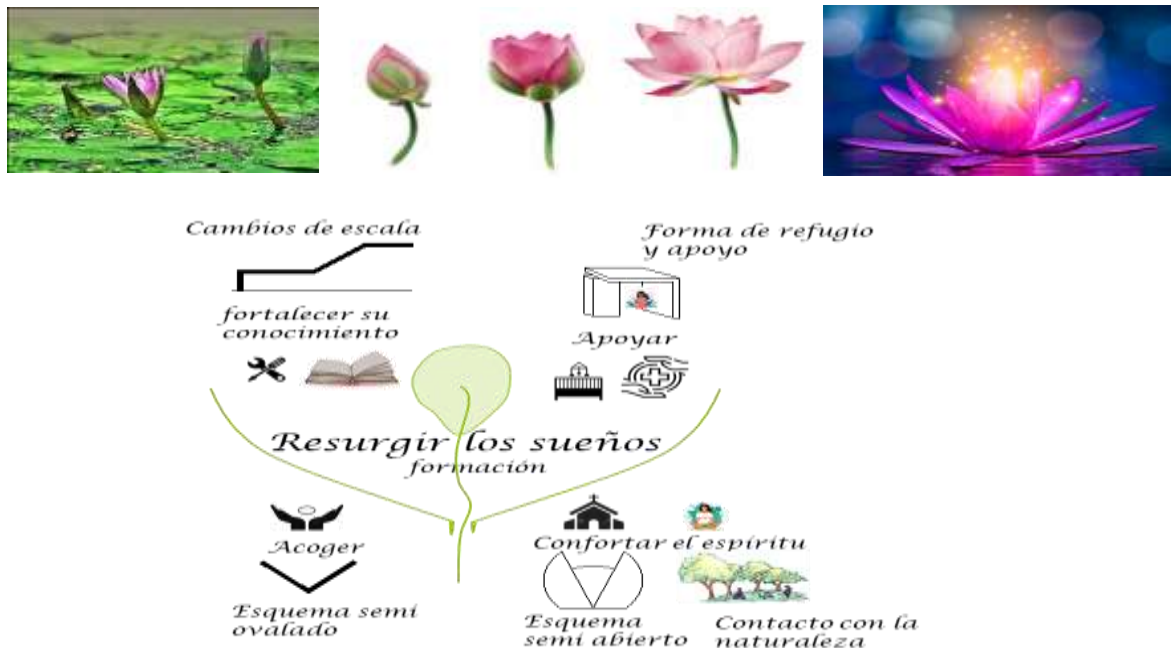 Cambios de escala
Forma de refugio
y apoyo
fortalecer su
conocimiento
Apoyar
Resurgir los sueños
formación
Acoger
Confortar el espíritu
Esquema semi
ovalado
Esquema
semi abierto
Contacto con la
naturaleza